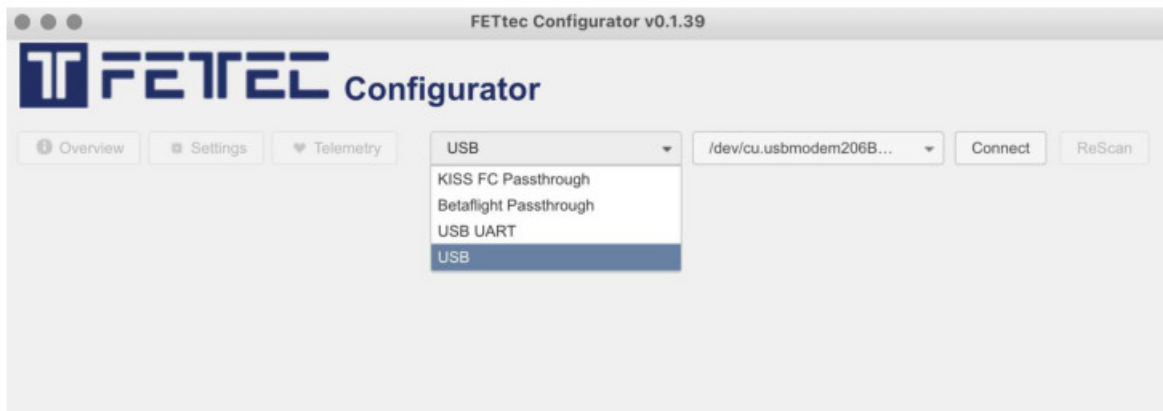 FETtec Configurator v0.1.39
FETTEC Configurator
Overview Settings Telemetry USB /dev/cu.usbmodem206B... Connect ReScan
KISS FC Passthrough
Betaflight Passthrough
USB UART
USB